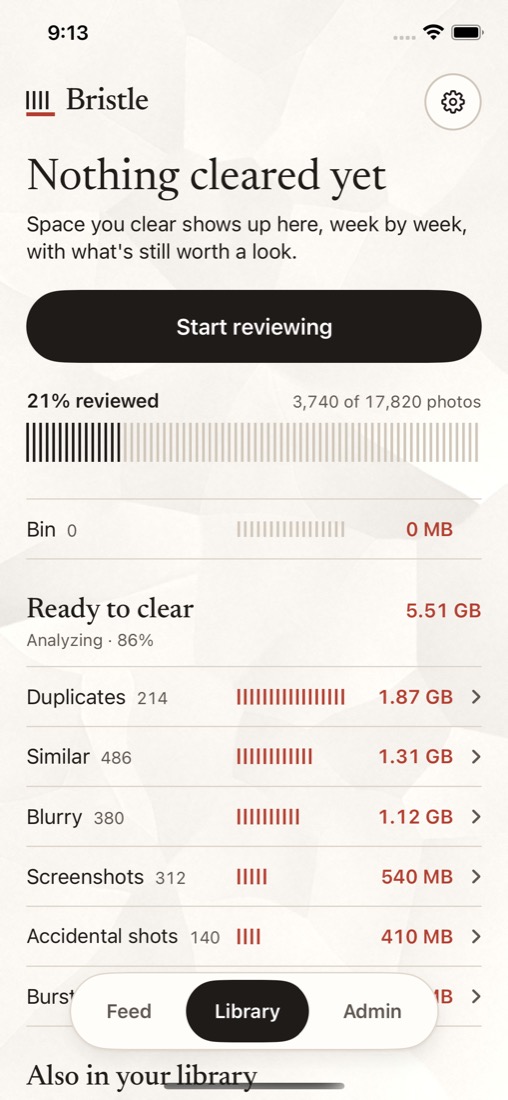 9:13
Bristle
Nothing cleared yet
Space you clear shows up here, week by week,
with what's still worth a look.
Start reviewing
21% reviewed 3,740 of 17,820 photos
Bin 0 0 MB
Ready to clear 5.51 GB
Analyzing · 86%
Duplicates 214 1.87 GB
Similar 486 1.31 GB
Blurry 380 1.12 GB
Screenshots 312 540 MB
Accidental shots 140 410 MB
Feed Library Admin
Also in your library